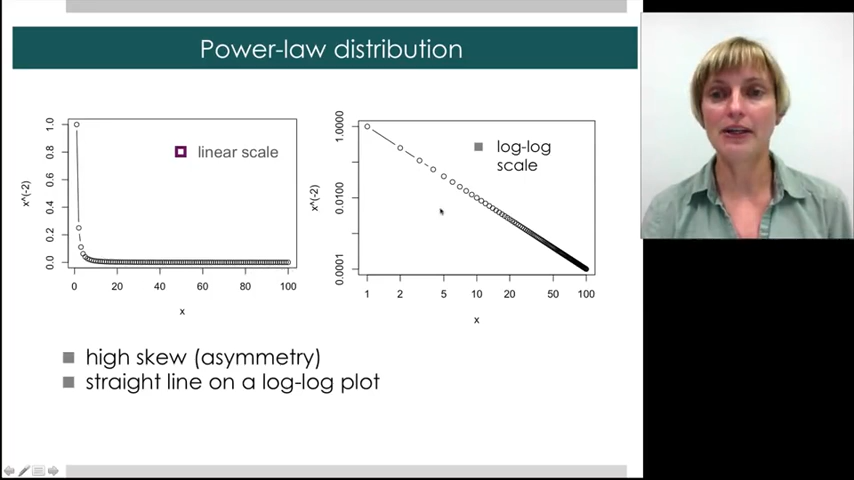 Power-law distribution
1.0
0.8
0.6
0.4
0.2
0.0
x^(-2)
linear scale
0 20 40 60 80 100
x
1.0000
0.0100
0.0001
x^(-2)
log-log
scale
1 2 5 10 20 50 100
x
high skew (asymmetry)
straight line on a log-log plot